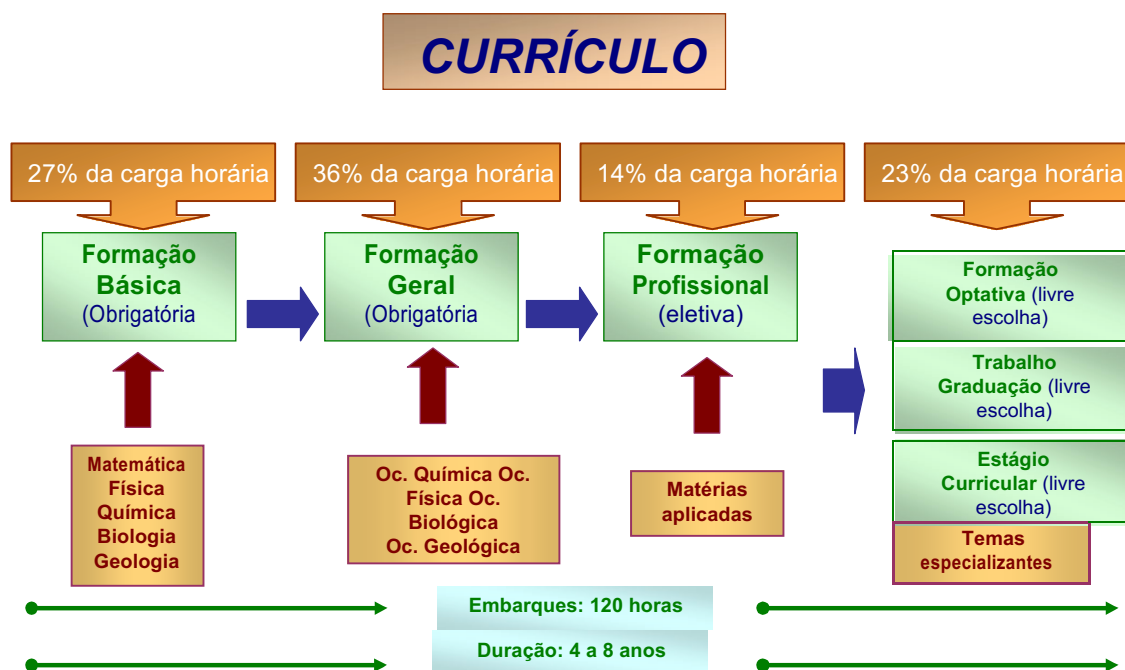 CURRÍCULO
27% da carga horária
36% da carga horária
14% da carga horária
23% da carga horária
Formação
Básica
(Obrigatória
Formação
Geral
(Obrigatória
Formação
Profissional
(eletiva)
Formação
Optativa (livre
escolha)
Trabalho
Graduação (livre
escolha)
Estágio
Curricular (livre
escolha)
Matemática
Física
Química
Biologia
Geologia
Oc. Química Oc.
Física Oc.
Biológica
Oc. Geológica
Matérias
aplicadas
Temas
especializantes
Embarques: 120 horas
Duração: 4 a 8 anos